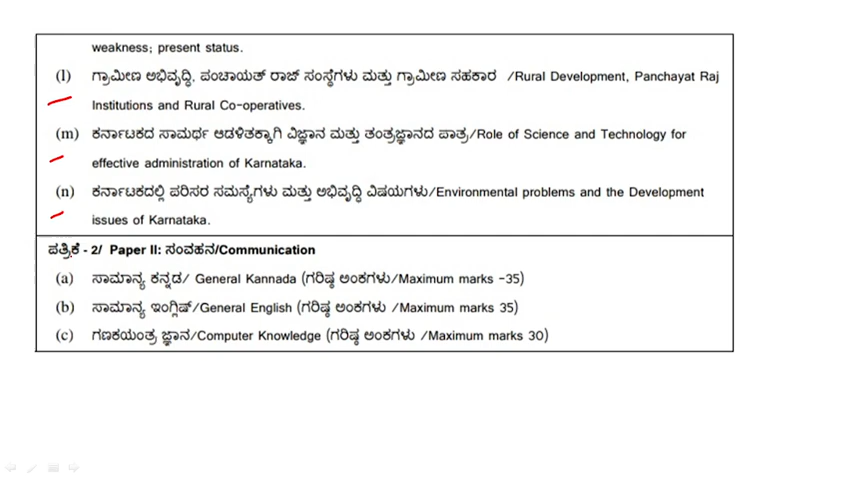 weakness; present status.
(l) ಗ್ರಾಮೀಣ ಅಭಿವೃದ್ಧಿ, ಪಂಚಾಯತ್ ರಾಜ್ ಸಂಸ್ಥೆಗಳು ಮತ್ತು ಗ್ರಾಮೀಣ ಸಹಕಾರ /Rural Development, Panchayat Raj
Institutions and Rural Co-operatives.
(m) ಕರ್ನಾಟಕದ ಸಾಮರ್ಥ ಆಡಳಿತಕ್ಕಾಗಿ ವಿಜ್ಞಾನ ಮತ್ತು ತಂತ್ರಜ್ಞಾನದ ಪಾತ್ರ/Role of Science and Technology for
effective administration of Karnataka.
(n) ಕರ್ನಾಟಕದಲ್ಲಿ ಪರಿಸರ ಸಮಸ್ಯೆಗಳು ಮತ್ತು ಅಭಿವೃದ್ಧಿ ವಿಷಯಗಳು/Environmental problems and the Development
issues of Karnataka.
ಪತ್ರಿಕೆ - 2/ Paper II: ಸಂವಹನ/Communication
(a) ಸಾಮಾನ್ಯ ಕನ್ನಡ/ General Kannada (ಗರಿಷ್ಠ ಅಂಕಗಳು/Maximum marks -35)
(b) ಸಾಮಾನ್ಯ ಇಂಗ್ಲಿಷ್/General English (ಗರಿಷ್ಠ ಅಂಕಗಳು /Maximum marks 35)
(c) ಗಣಕಯಂತ್ರ ಜ್ಞಾನ/Computer Knowledge (ಗರಿಷ್ಠ ಅಂಕಗಳು /Maximum marks 30)